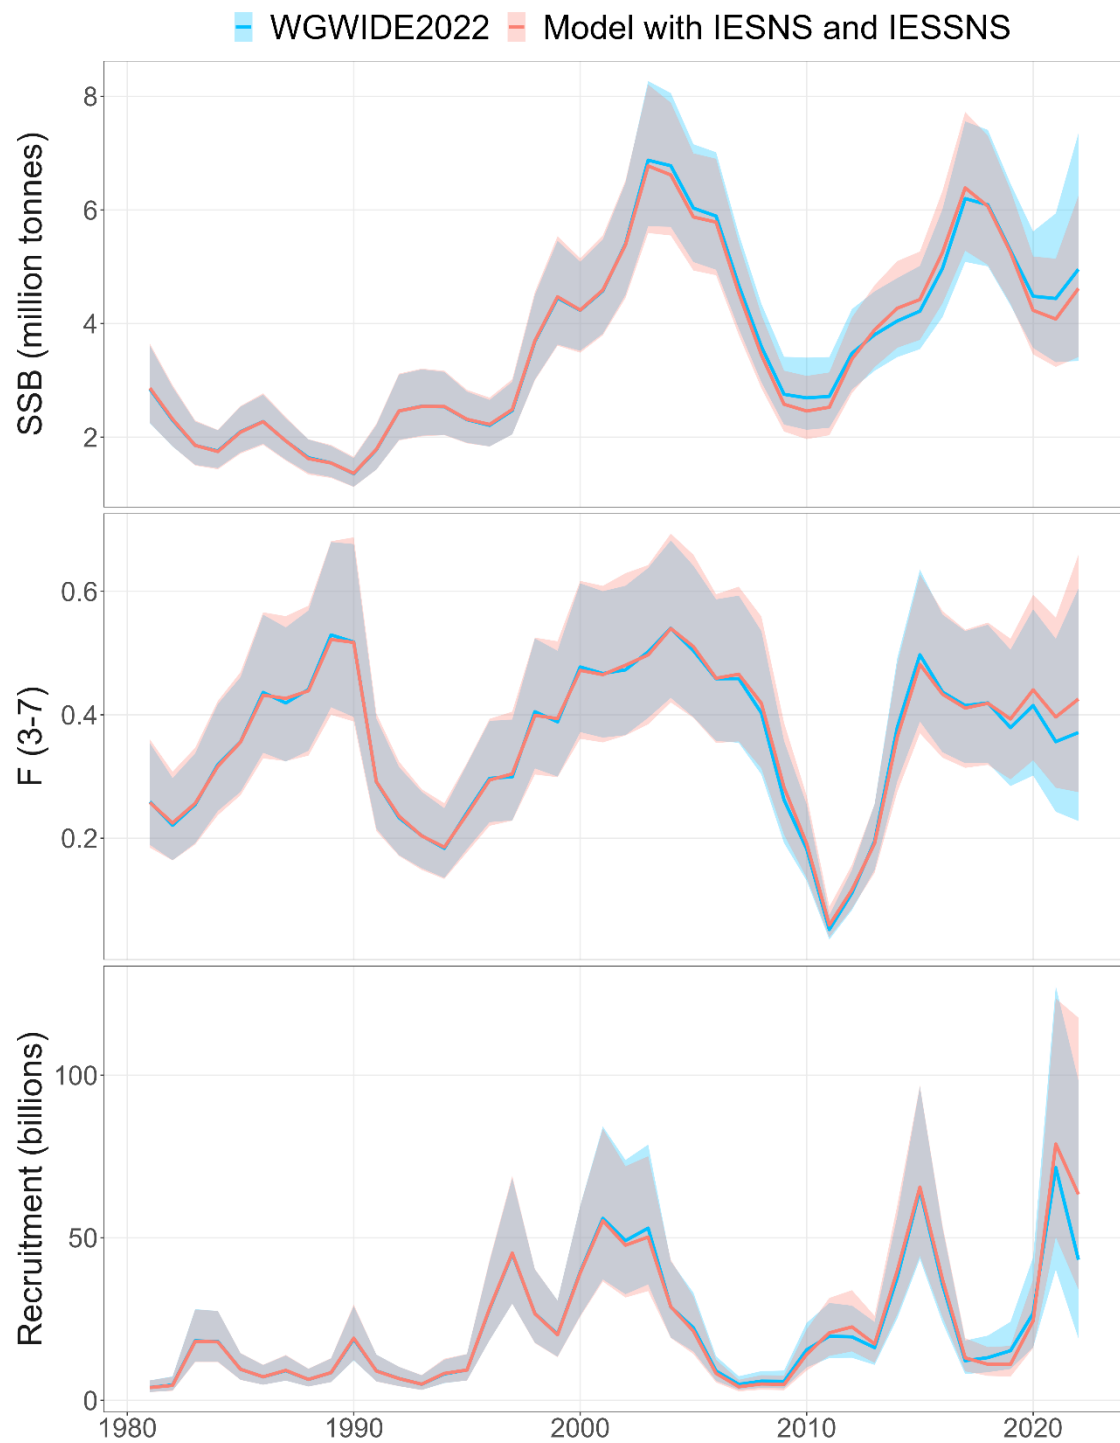 WGWIDE2022 Model with IESNS and IESSNS
SSB (million tonnes)
8
6
4
2
F (3-7)
0.6
0.4
0.2
Recruitment (billions)
100
50
0
1980 1990 2000 2010 2020